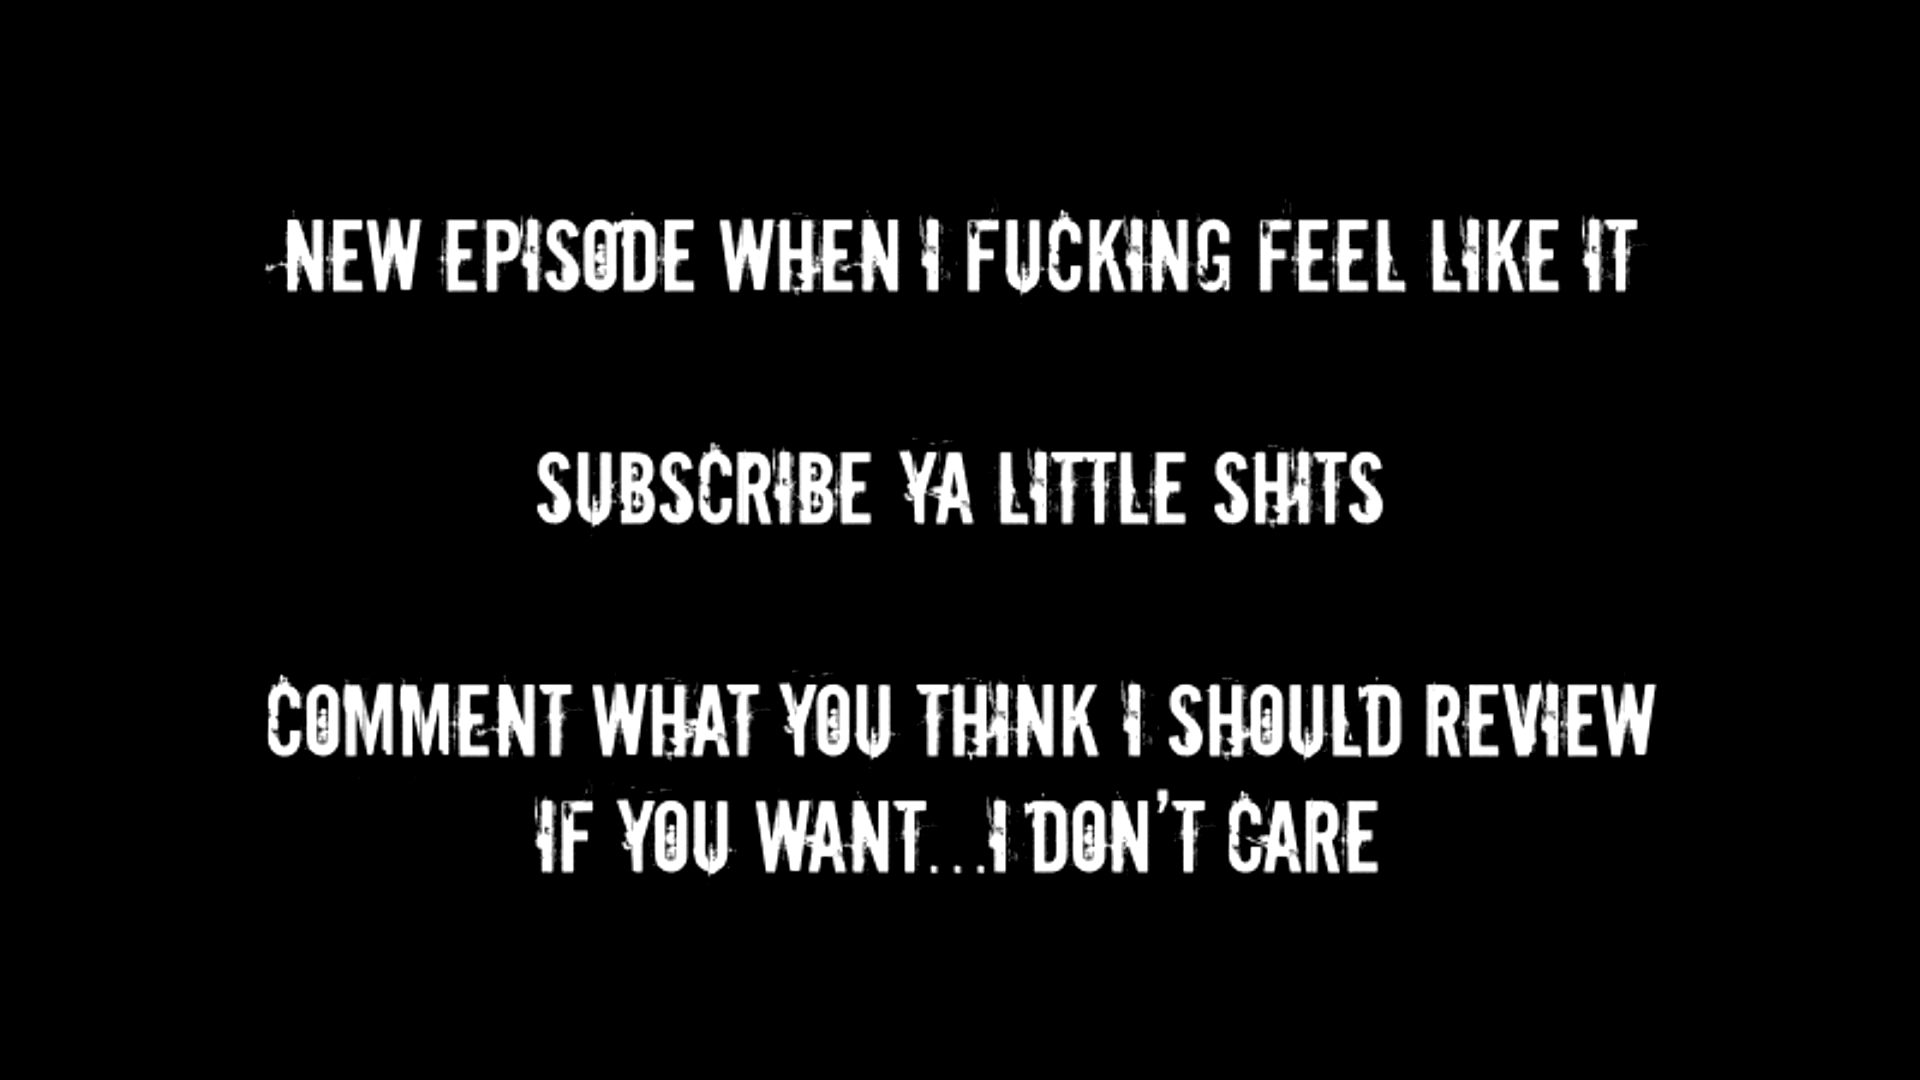 NEW EPISODE WHEN I FUCKING FEEL LIKE IT
SUBSCRIBE YA LITTLE SHITS
COMMENT WHAT YOU THINK I SHOULD REVIEW
IF YOU WANT...I DON'T CARE